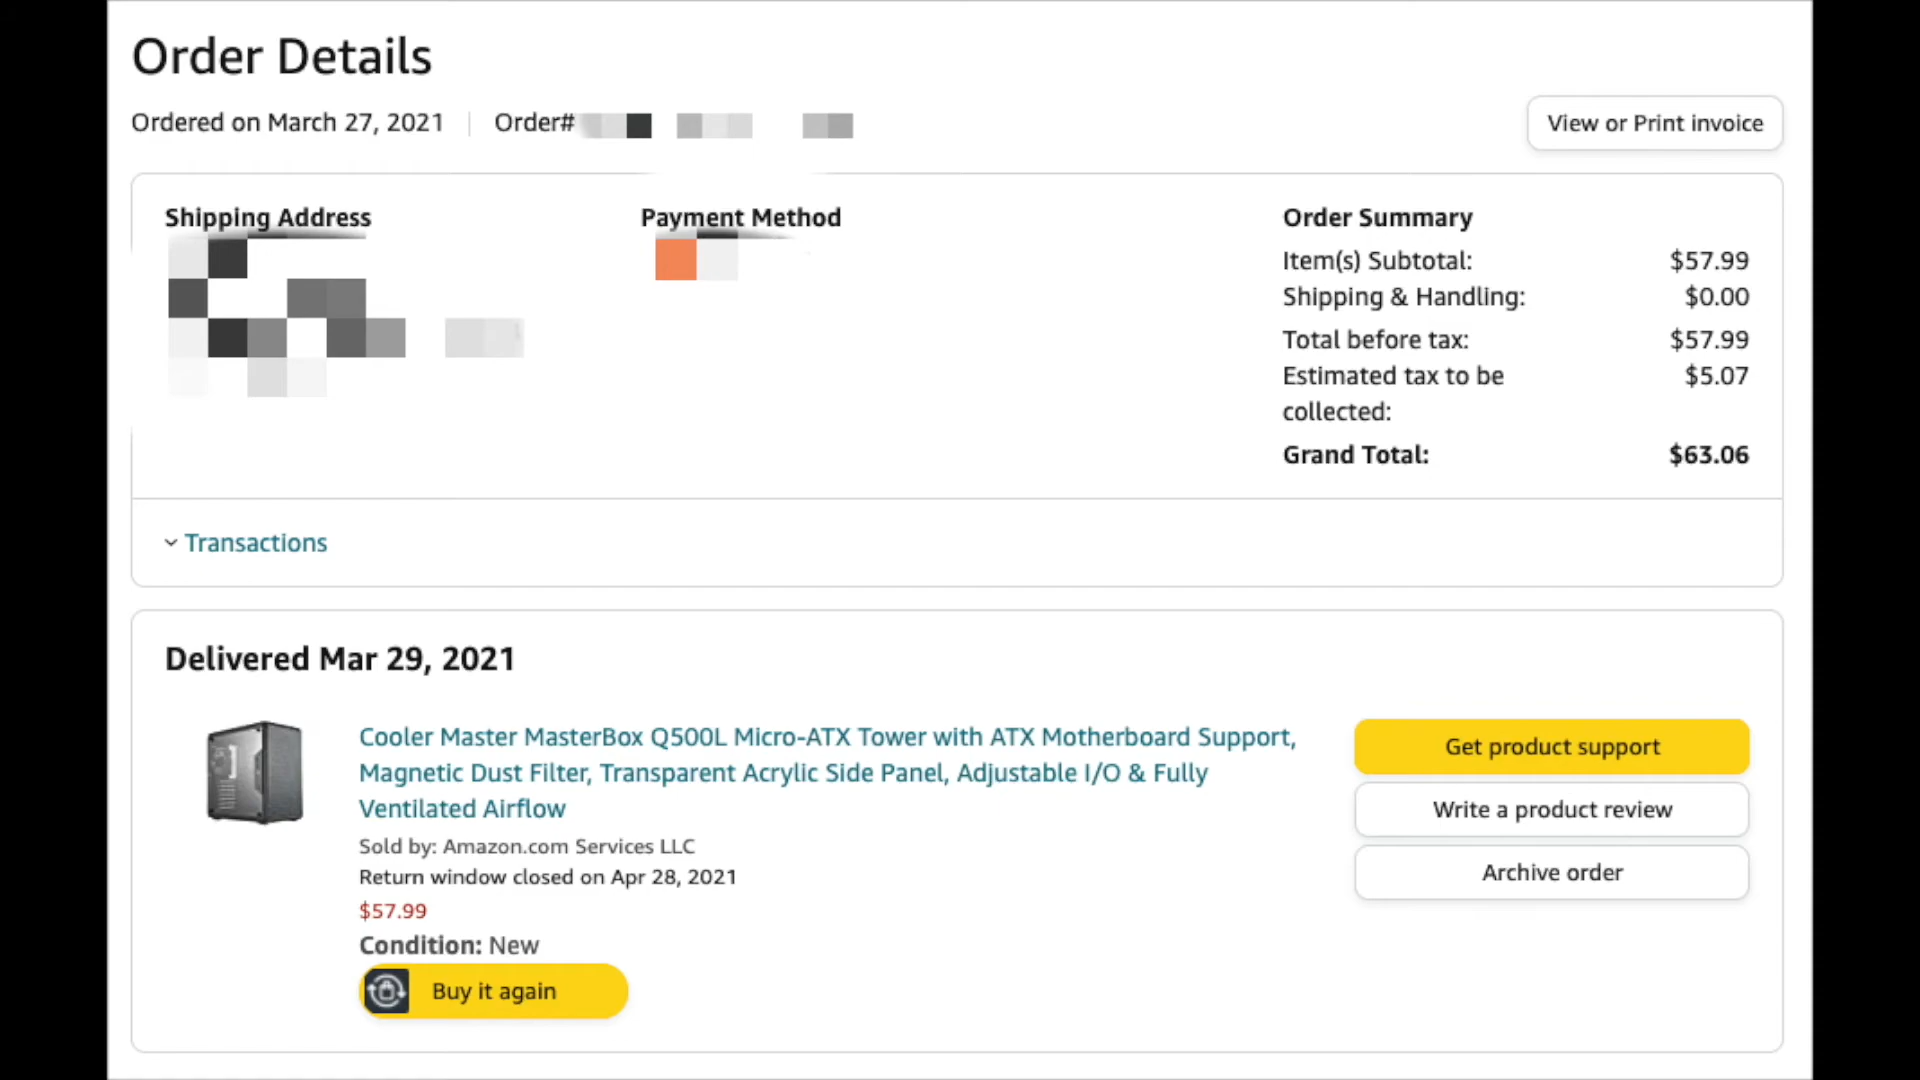 Order Details
Ordered on March 27, 2021
Order#
View or Print invoice
Shipping Address
Payment Method
Order Summary
Item(s) Subtotal: $57.99
Shipping & Handling: $0.00
Total before tax: $57.99
Estimated tax to be $5.07
collected:
Grand Total: $63.06
Transactions
Delivered Mar 29, 2021
Cooler Master MasterBox Q500L Micro-ATX Tower with ATX Motherboard Support,
Magnetic Dust Filter, Transparent Acrylic Side Panel, Adjustable I/O & Fully
Ventilated Airflow
Sold by: Amazon.com Services LLC
Return window closed on Apr 28, 2021
$57.99
Condition: New
Buy it again
Get product support
Write a product review
Archive order